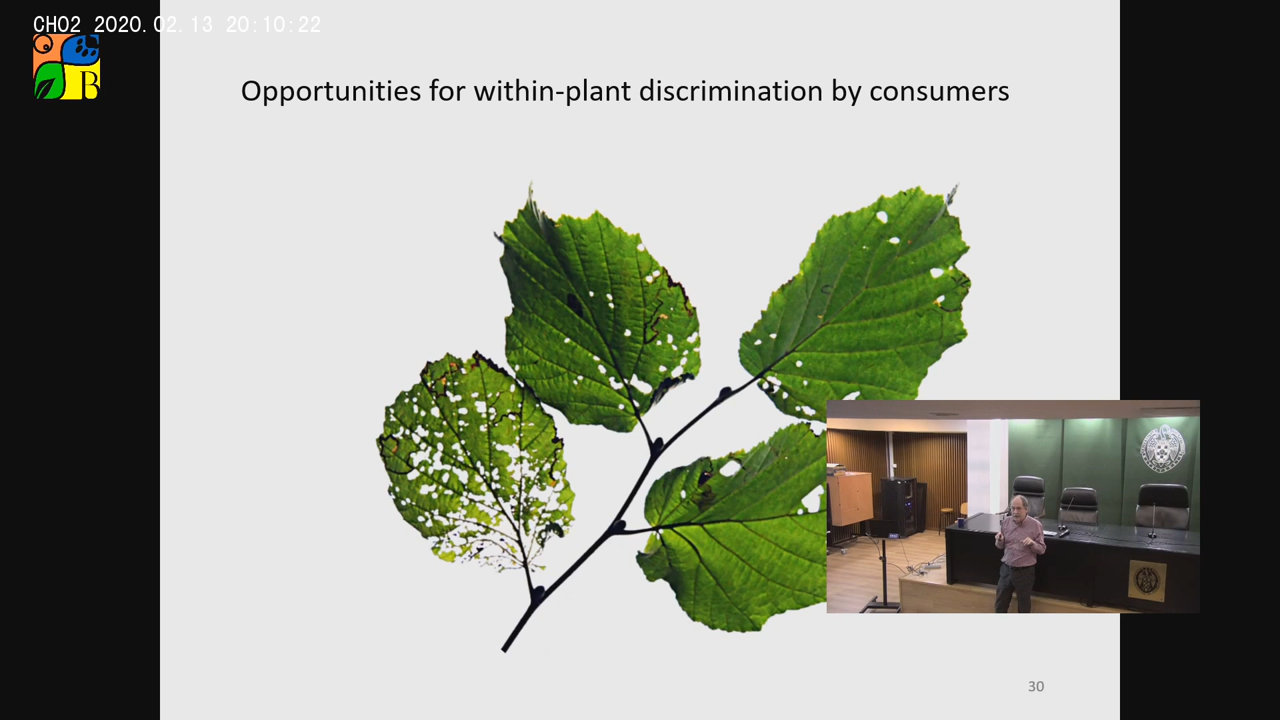 CH02 2020.02.13 20:10:22
B
Opportunities for within-plant discrimination by consumers
30